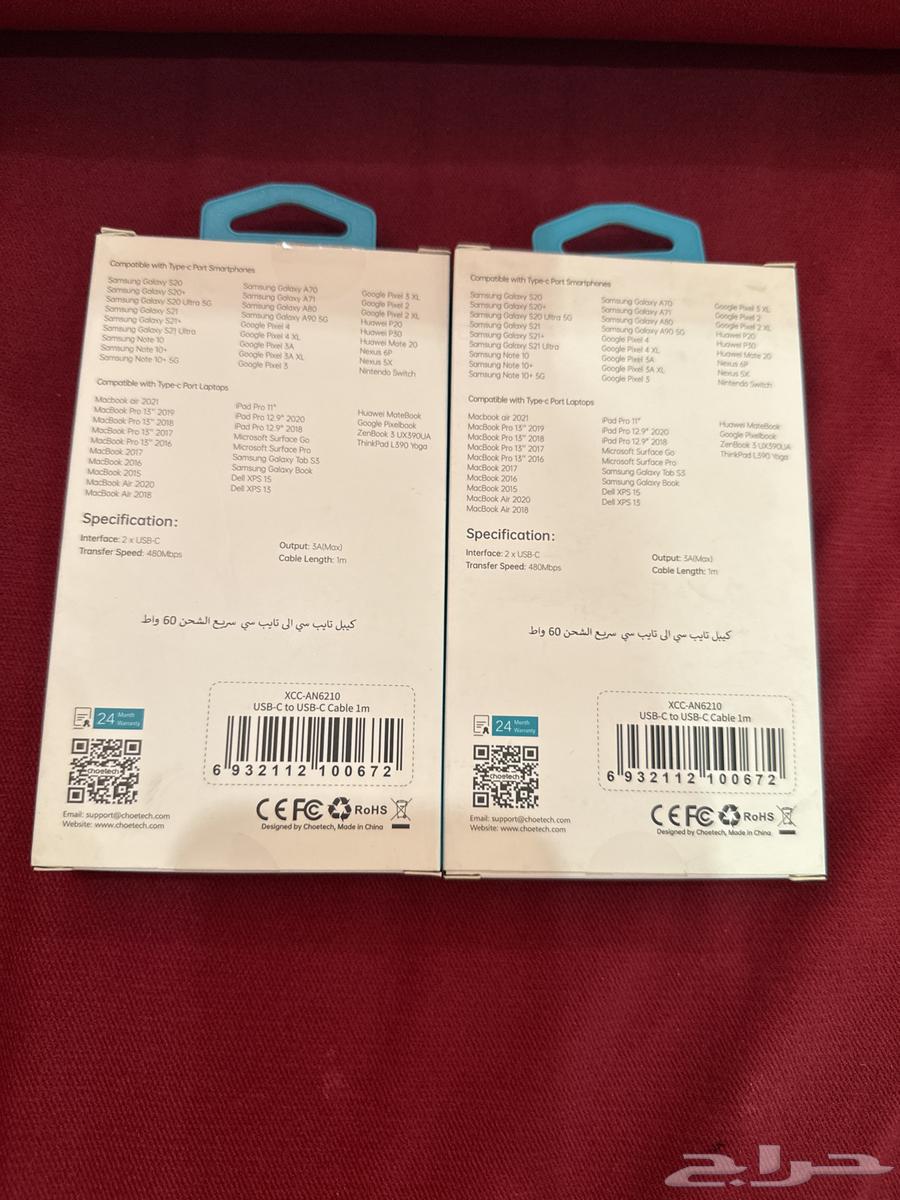 Compatible with Type-c Port Smartphones
Samsung Galaxy S20
Samsung Galaxy S20+
Samsung Galaxy S20 Ultra 5G
Samsung Galaxy S21
Samsung Galaxy S21+
Samsung Galaxy S21 Ultra
Samsung Note 10
Samsung Note 10+
Samsung Note 10+ 5G
Samsung Galaxy A70
Samsung Galaxy A71
Samsung Galaxy A80
Samsung Galaxy A90 5G
Google Pixel 4
Google Pixel 4 XL
Google Pixel 3A
Google Pixel 3A XL
Google Pixel 3
Google Pixel 3 XL
Google Pixel 2
Google Pixel 2 XL
Huawei P20
Huawei P30
Huawei Mate 20
Nexus 6P
Nexus 5X
Nintendo Switch
Compatible with Type-c Port Laptops
Macbook air 2021
MacBook Pro 13" 2019
MacBook Pro 13" 2018
MacBook Pro 13" 2017
MacBook Pro 13" 2016
MacBook 2017
MacBook 2016
MacBook 2015
MacBook Air 2020
MacBook Air 2018
iPad Pro 11"
iPad Pro 12.9" 2020
iPad Pro 12.9" 2018
Microsoft Surface Go
Microsoft Surface Pro
Samsung Galaxy Tab S3
Samsung Galaxy Book
Dell XPS 15
Dell XPS 13
Huawei MateBook
Google Pixelbook
ZenBook 3 UX390UA
ThinkPad L390 Yoga
Specification:
Interface: 2 x USB-C
Transfer Speed: 480Mbps
Output: 3A(Max)
Cable Length: 1m
كيبل تايب سي الى تايب سي سريع الشحن 60 واط
24 Month Warranty
choetech
XCC-AN6210
USB-C to USB-C Cable 1m
6 932112 100672
CE FC RoHS
Email: support@choetech.com
Website: www.choetech.com
Designed by Choetech, Made in China
Compatible with Type-c Port Smartphones
Samsung Galaxy S20
Samsung Galaxy S20+
Samsung Galaxy S20 Ultra 5G
Samsung Galaxy S21
Samsung Galaxy S21+
Samsung Galaxy S21 Ultra
Samsung Note 10
Samsung Note 10+
Samsung Note 10+ 5G
Samsung Galaxy A70
Samsung Galaxy A71
Samsung Galaxy A80
Samsung Galaxy A90 5G
Google Pixel 4
Google Pixel 4 XL
Google Pixel 3A
Google Pixel 3A XL
Google Pixel 3
Google Pixel 3 XL
Google Pixel 2
Google Pixel 2 XL
Huawei P20
Huawei P30
Huawei Mate 20
Nexus 6P
Nexus 5X
Nintendo Switch
Compatible with Type-c Port Laptops
Macbook air 2021
MacBook Pro 13" 2019
MacBook Pro 13" 2018
MacBook Pro 13" 2017
MacBook Pro 13" 2016
MacBook 2017
MacBook 2016
MacBook 2015
MacBook Air 2020
MacBook Air 2018
iPad Pro 11"
iPad Pro 12.9" 2020
iPad Pro 12.9" 2018
Microsoft Surface Go
Microsoft Surface Pro
Samsung Galaxy Tab S3
Samsung Galaxy Book
Dell XPS 15
Dell XPS 13
Huawei MateBook
Google Pixelbook
ZenBook 3 UX390UA
ThinkPad L390 Yoga
Specification:
Interface: 2 x USB-C
Transfer Speed: 480Mbps
Output: 3A(Max)
Cable Length: 1m
كيبل تايب سي الى تايب سي سريع الشحن 60 واط
24 Month Warranty
choetech
XCC-AN6210
USB-C to USB-C Cable 1m
6 932112 100672
CE FC RoHS
Email: support@choetech.com
Website: www.choetech.com
Designed by Choetech, Made in China
حراج